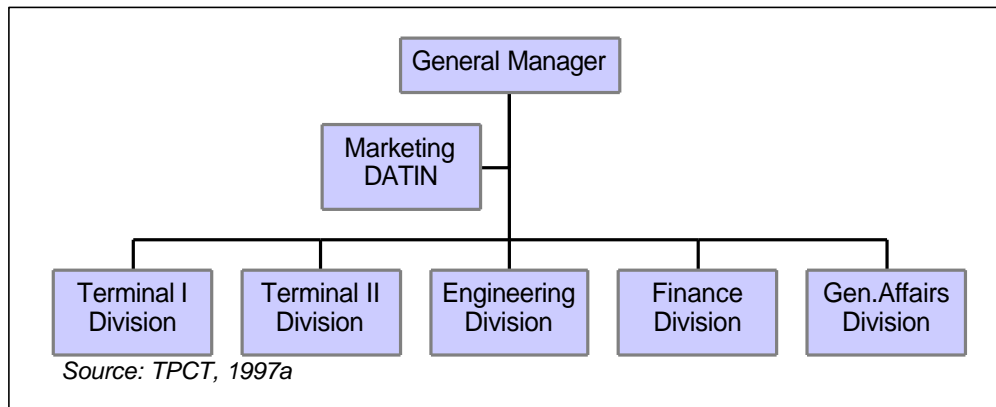 General Manager
Marketing
DATIN
Terminal I
Division
Terminal II
Division
Engineering
Division
Finance
Division
Gen.Affairs
Division
Source: TPCT, 1997a